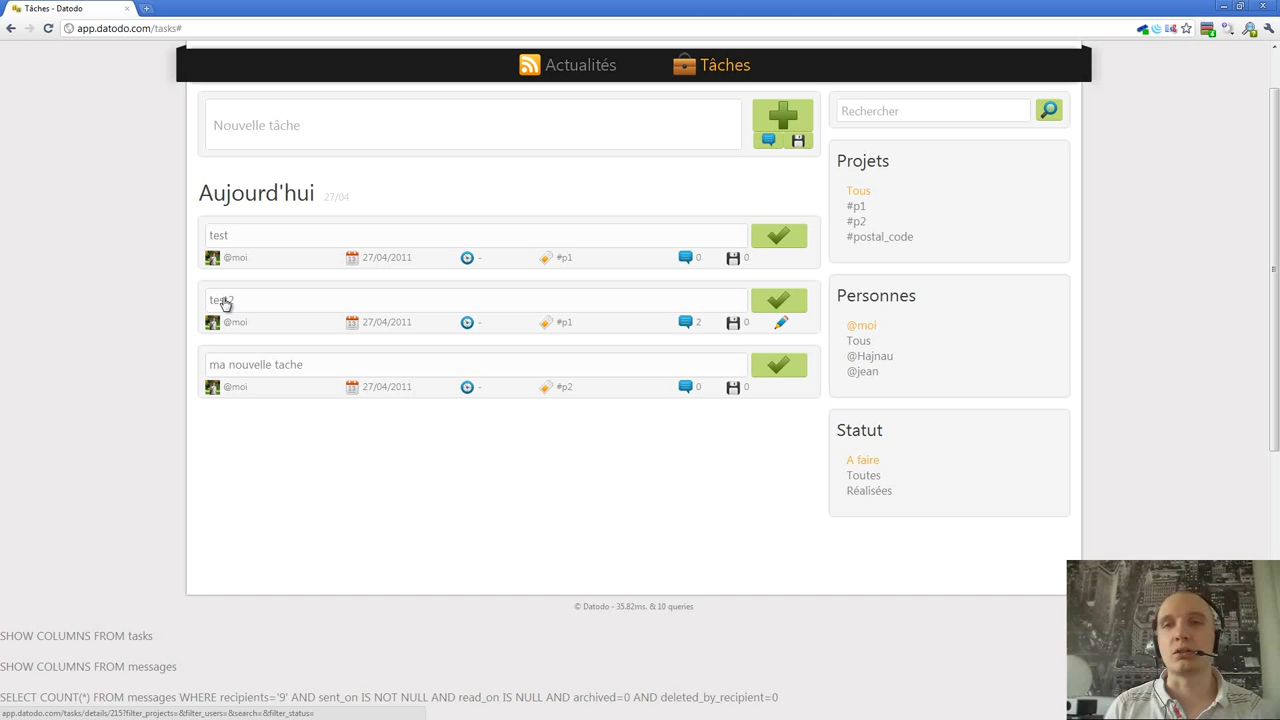 Tâches - Datodo
app.datodo.com/tasks#
Actualités
Tâches
Nouvelle tâche
Rechercher
Aujourd'hui 27/04
test
@moi 27/04/2011 - #p1 0 0
test2
@moi 27/04/2011 - #p1 2 0
ma nouvelle tache
@moi 27/04/2011 - #p2 0 0
Projets
Tous
#p1
#p2
#postal_code
Personnes
@moi
Tous
@Hajnau
@jean
Statut
A faire
Toutes
Réalisées
© Datodo - 35.82ms. & 10 queries
SHOW COLUMNS FROM tasks
SHOW COLUMNS FROM messages
SELECT COUNT(*) FROM messages WHERE recipients='9' AND sent_on IS NOT NULL AND read_on IS NULL AND archived=0 AND deleted_by_recipient=0
app.datodo.com/tasks/details/215?filter_projects=&filter_users=&search=&filter_status=